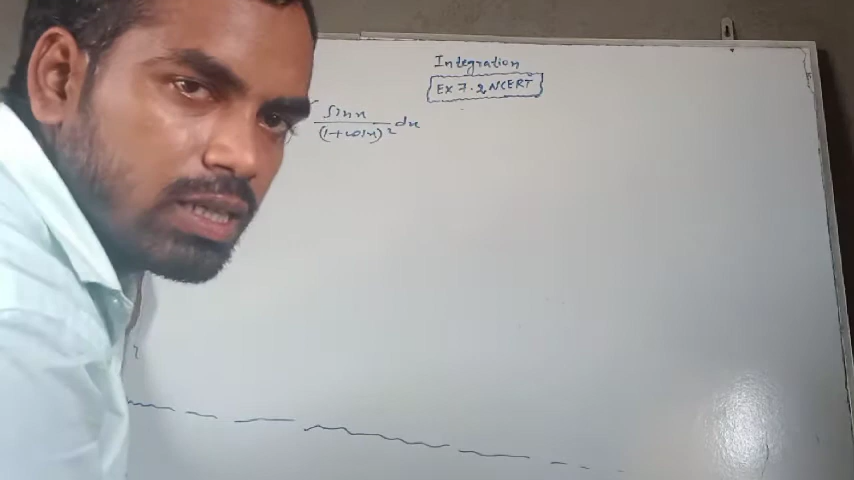 Integration
EX 7.2 NCERT
∫ sinx / (1+cosx)² dx